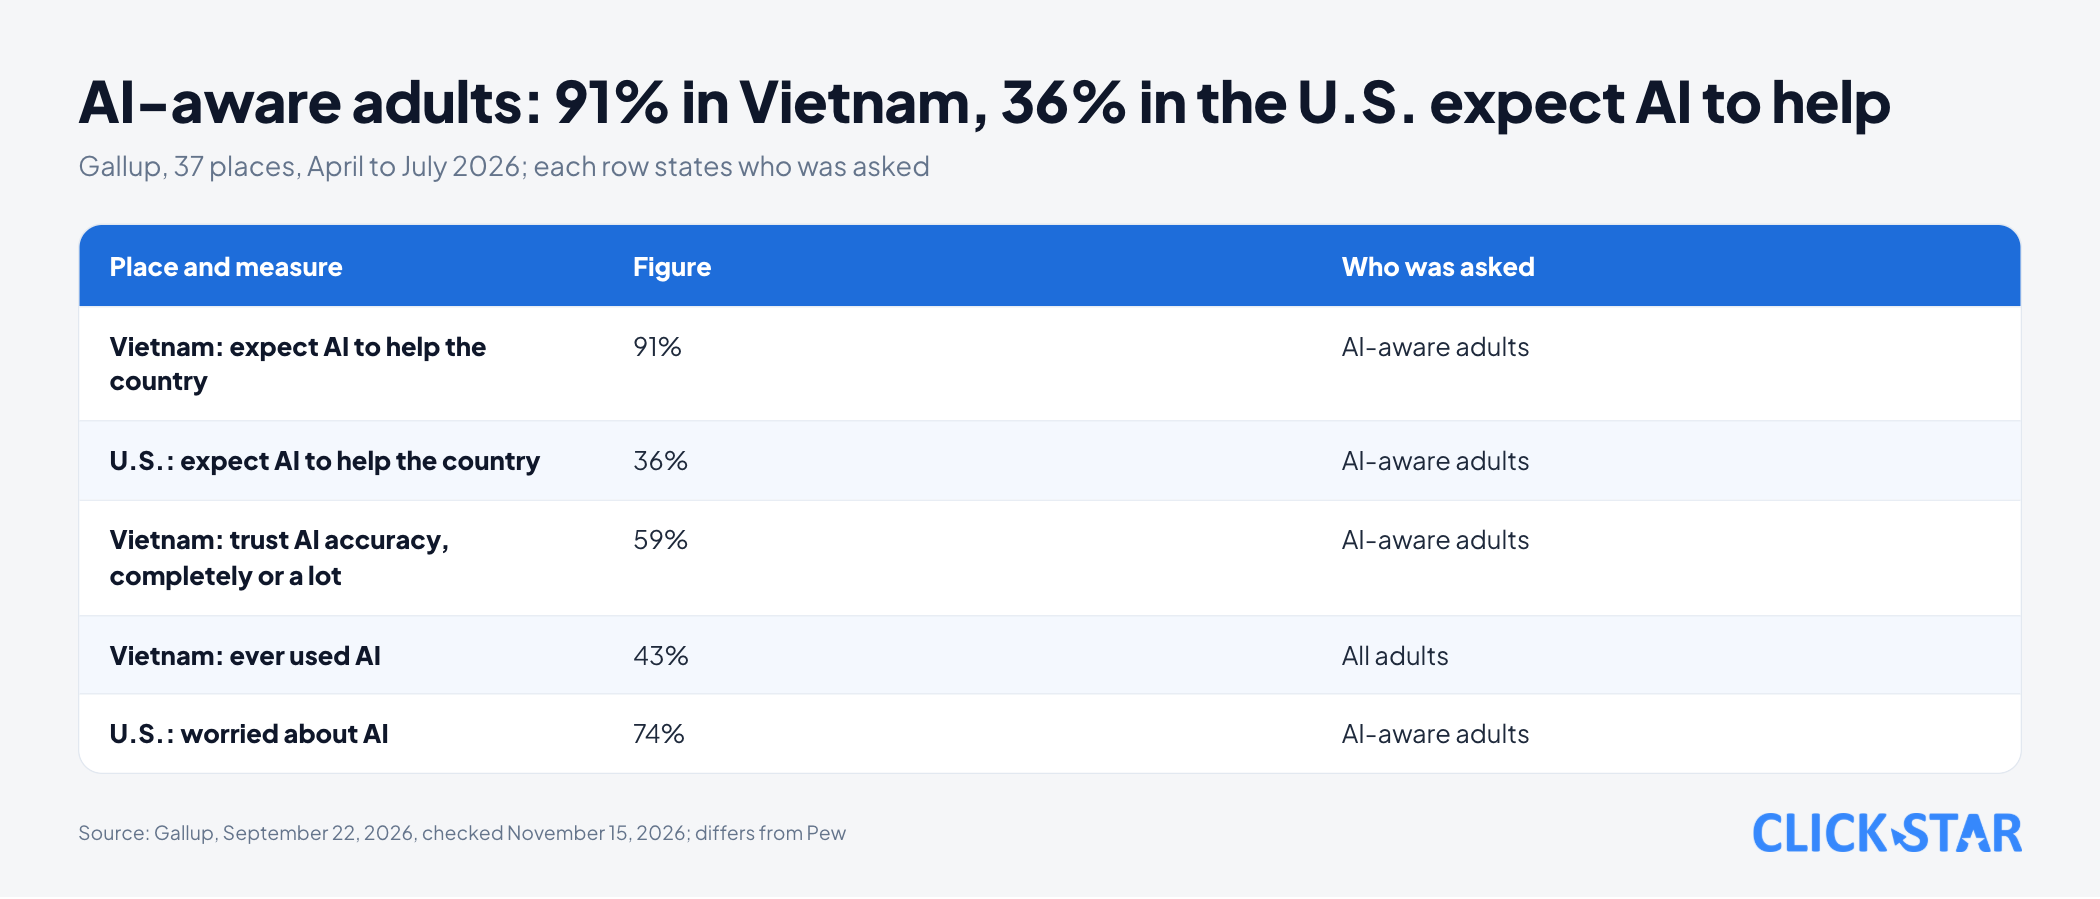 AI-aware adults: 91% in Vietnam, 36% in the U.S. expect AI to help
Gallup, 37 places, April to July 2026; each row states who was asked
Place and measure Figure Who was asked
Vietnam: expect AI to help the 91% AI-aware adults
country
U.S.: expect AI to help the country 36% AI-aware adults
Vietnam: trust AI accuracy, 59% AI-aware adults
completely or a lot
Vietnam: ever used AI 43% All adults
U.S.: worried about AI 74% AI-aware adults
Source: Gallup, September 22, 2026, checked November 15, 2026; differs from Pew
CLICK STAR